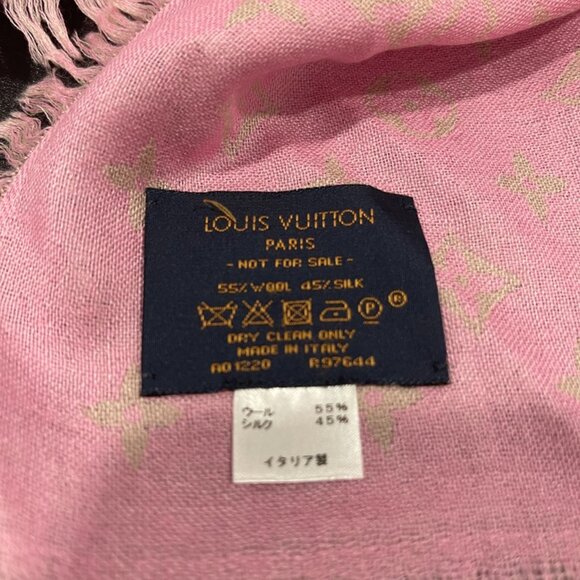 LOUIS VUITTON
PARIS
- NOT FOR SALE -
55% WOOL 45% SILK
P ®
DRY CLEAN ONLY
MADE IN ITALY
AO1220 R97644
ウール 55%
シルク 45%
イタリア製